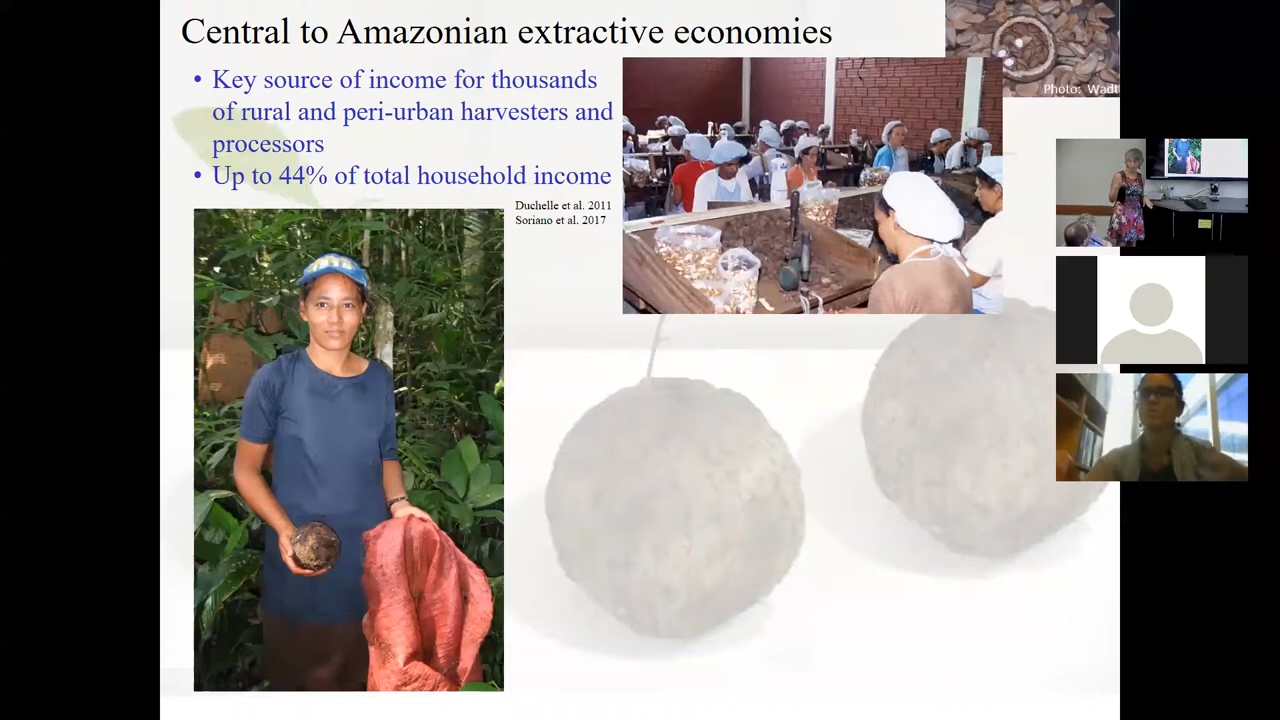 Central to Amazonian extractive economies
• Key source of income for thousands
of rural and peri-urban harvesters and
processors
• Up to 44% of total household income
Duchelle et al. 2011
Soriano et al. 2017
Photo: Wadt